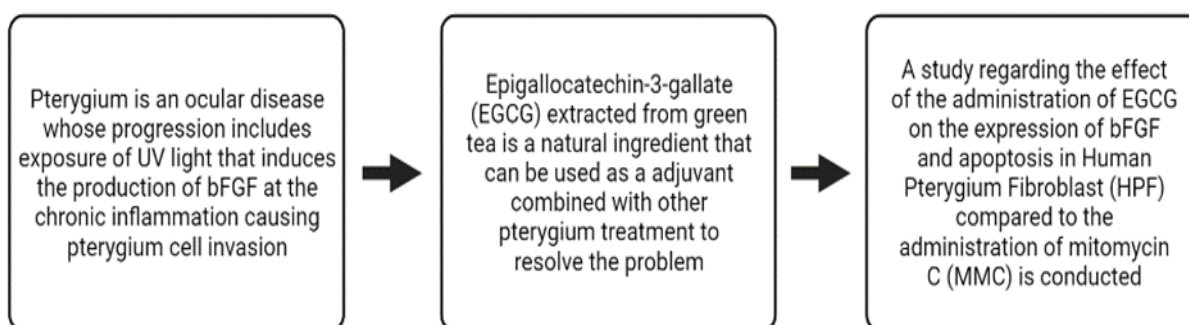 Pterygium is an ocular disease
whose progression includes
exposure of UV light that induces
the production of bFGF at the
chronic inflammation causing
pterygium cell invasion
Epigallocatechin-3-gallate
(EGCG) extracted from green
tea is a natural ingredient that
can be used as a adjuvant
combined with other
pterygium treatment to
resolve the problem
A study regarding the effect
of the administration of EGCG
on the expression of bFGF
and apoptosis in Human
Pterygium Fibroblast (HPF)
compared to the
administration of mitomycin
C (MMC) is conducted